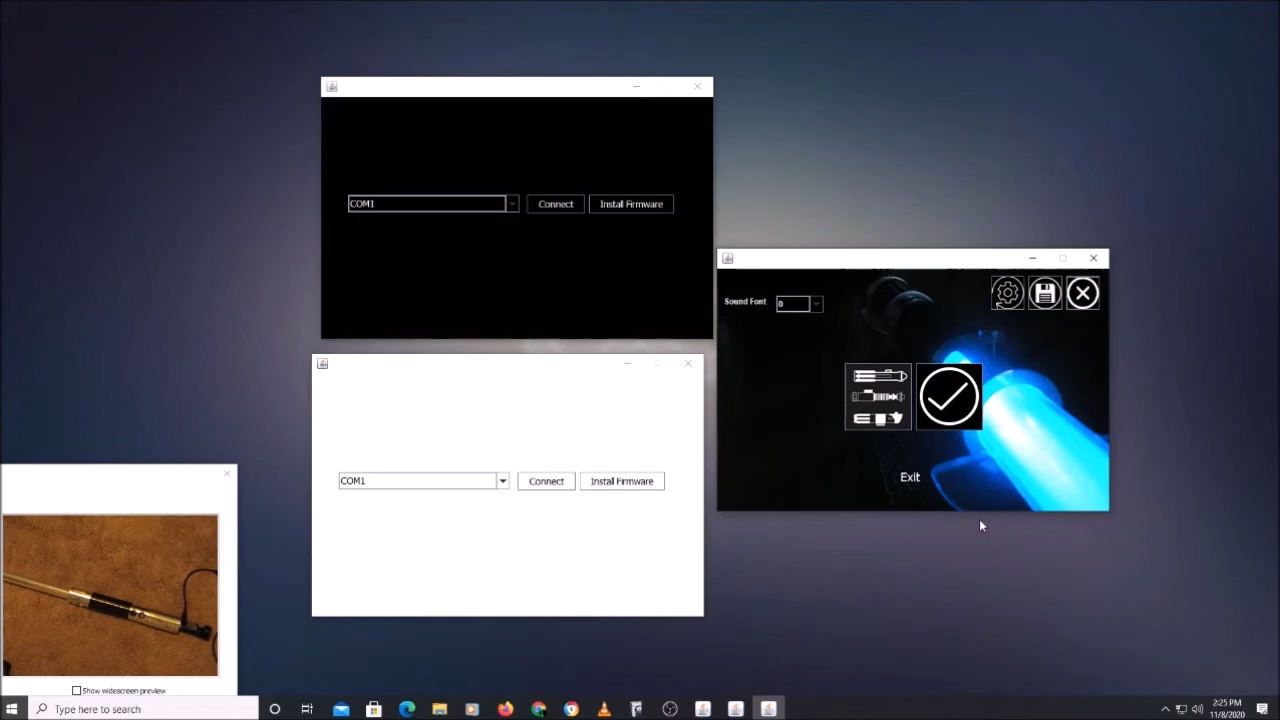 COM1
Connect
Install Firmware
Sound Font
0
Exit
COM1
Connect
Install Firmware
Show widescreen preview
Type here to search
2:25 PM
11/8/2020